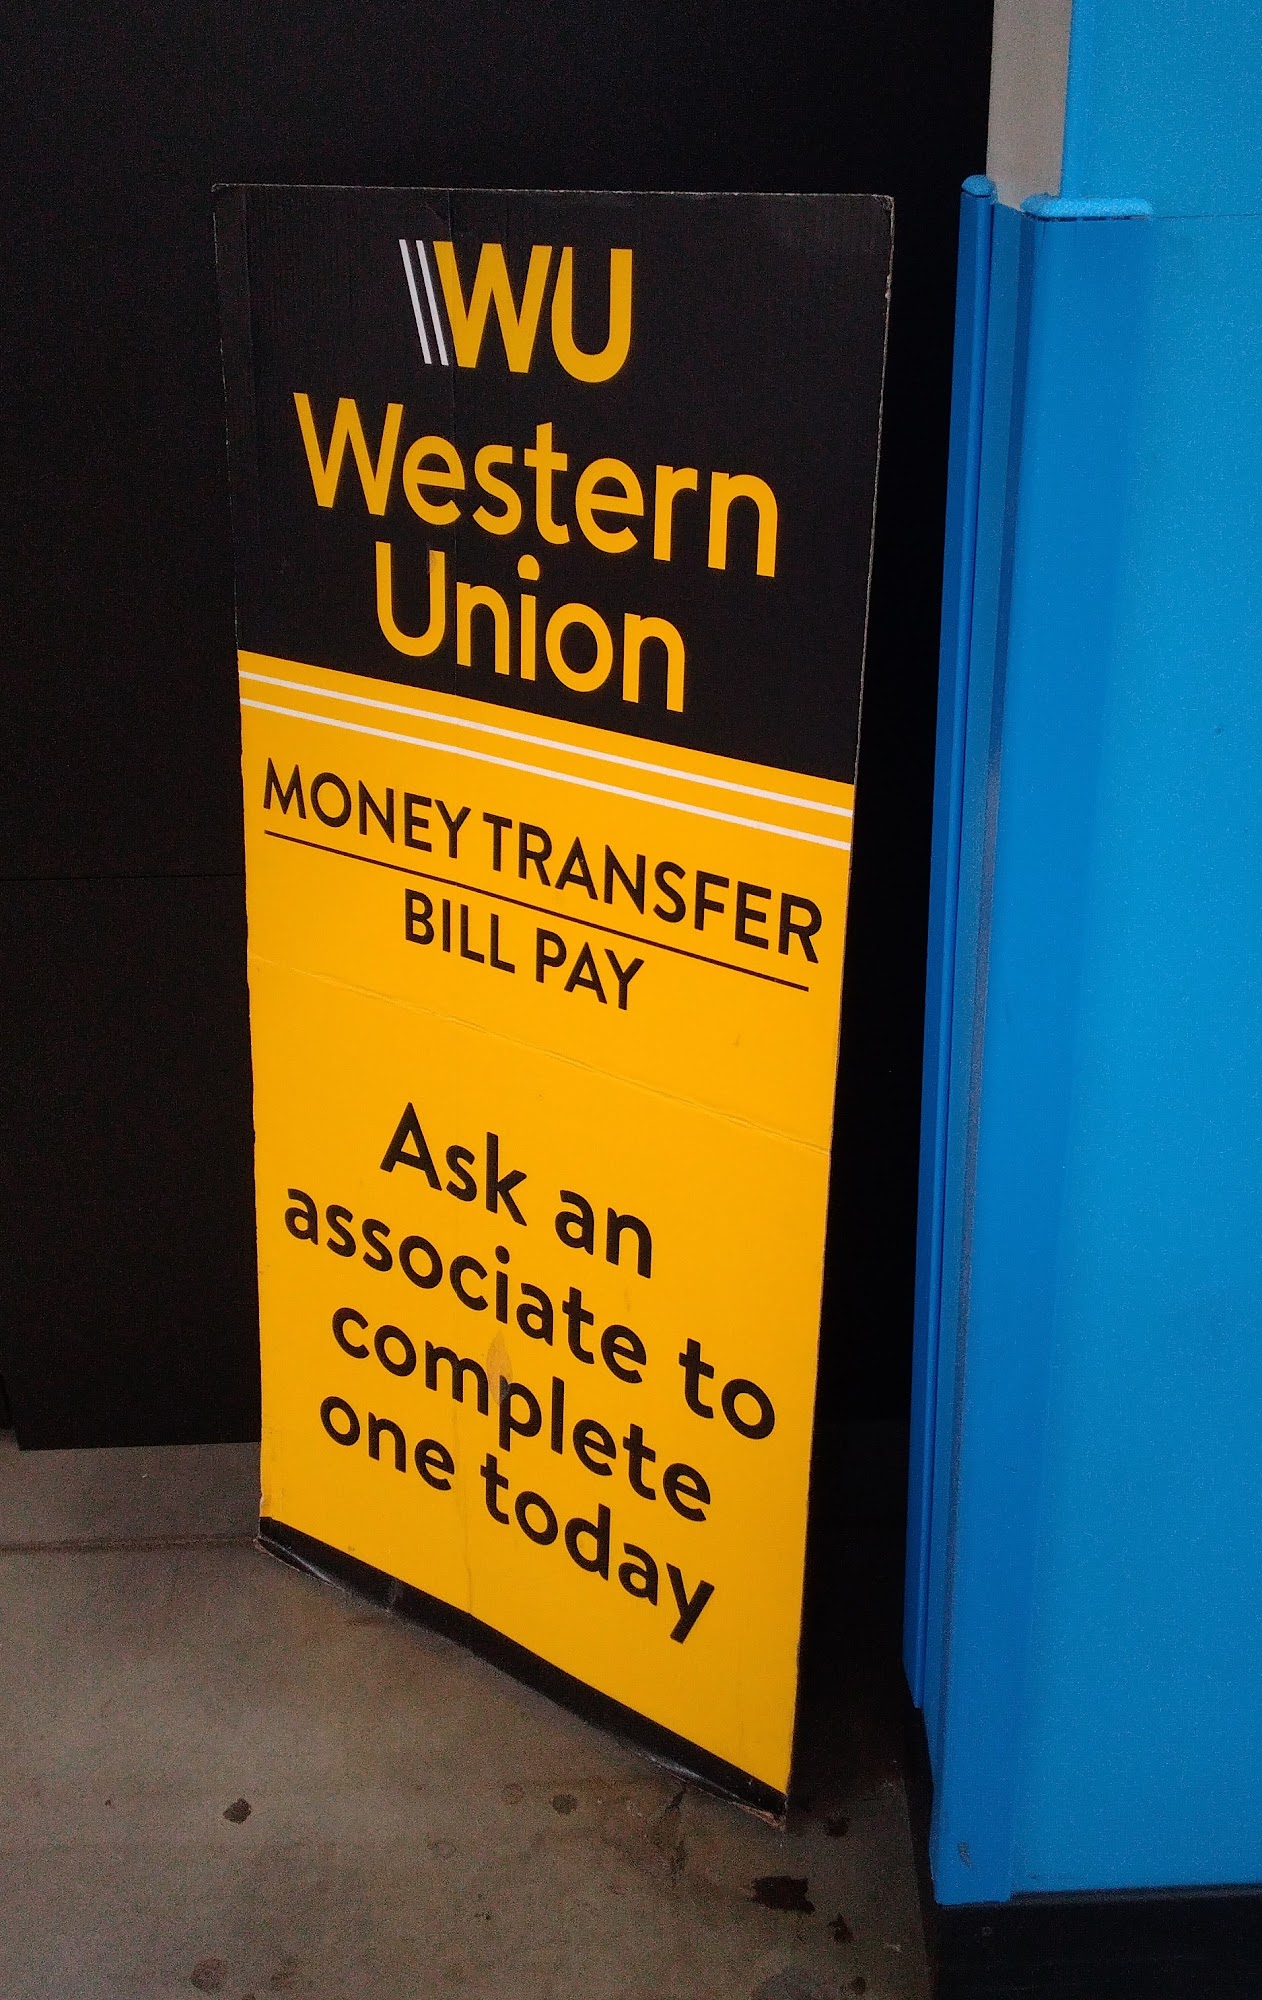 WU
Western
Union
MONEY TRANSFER
BILL PAY
Ask an
associate to
complete
one today